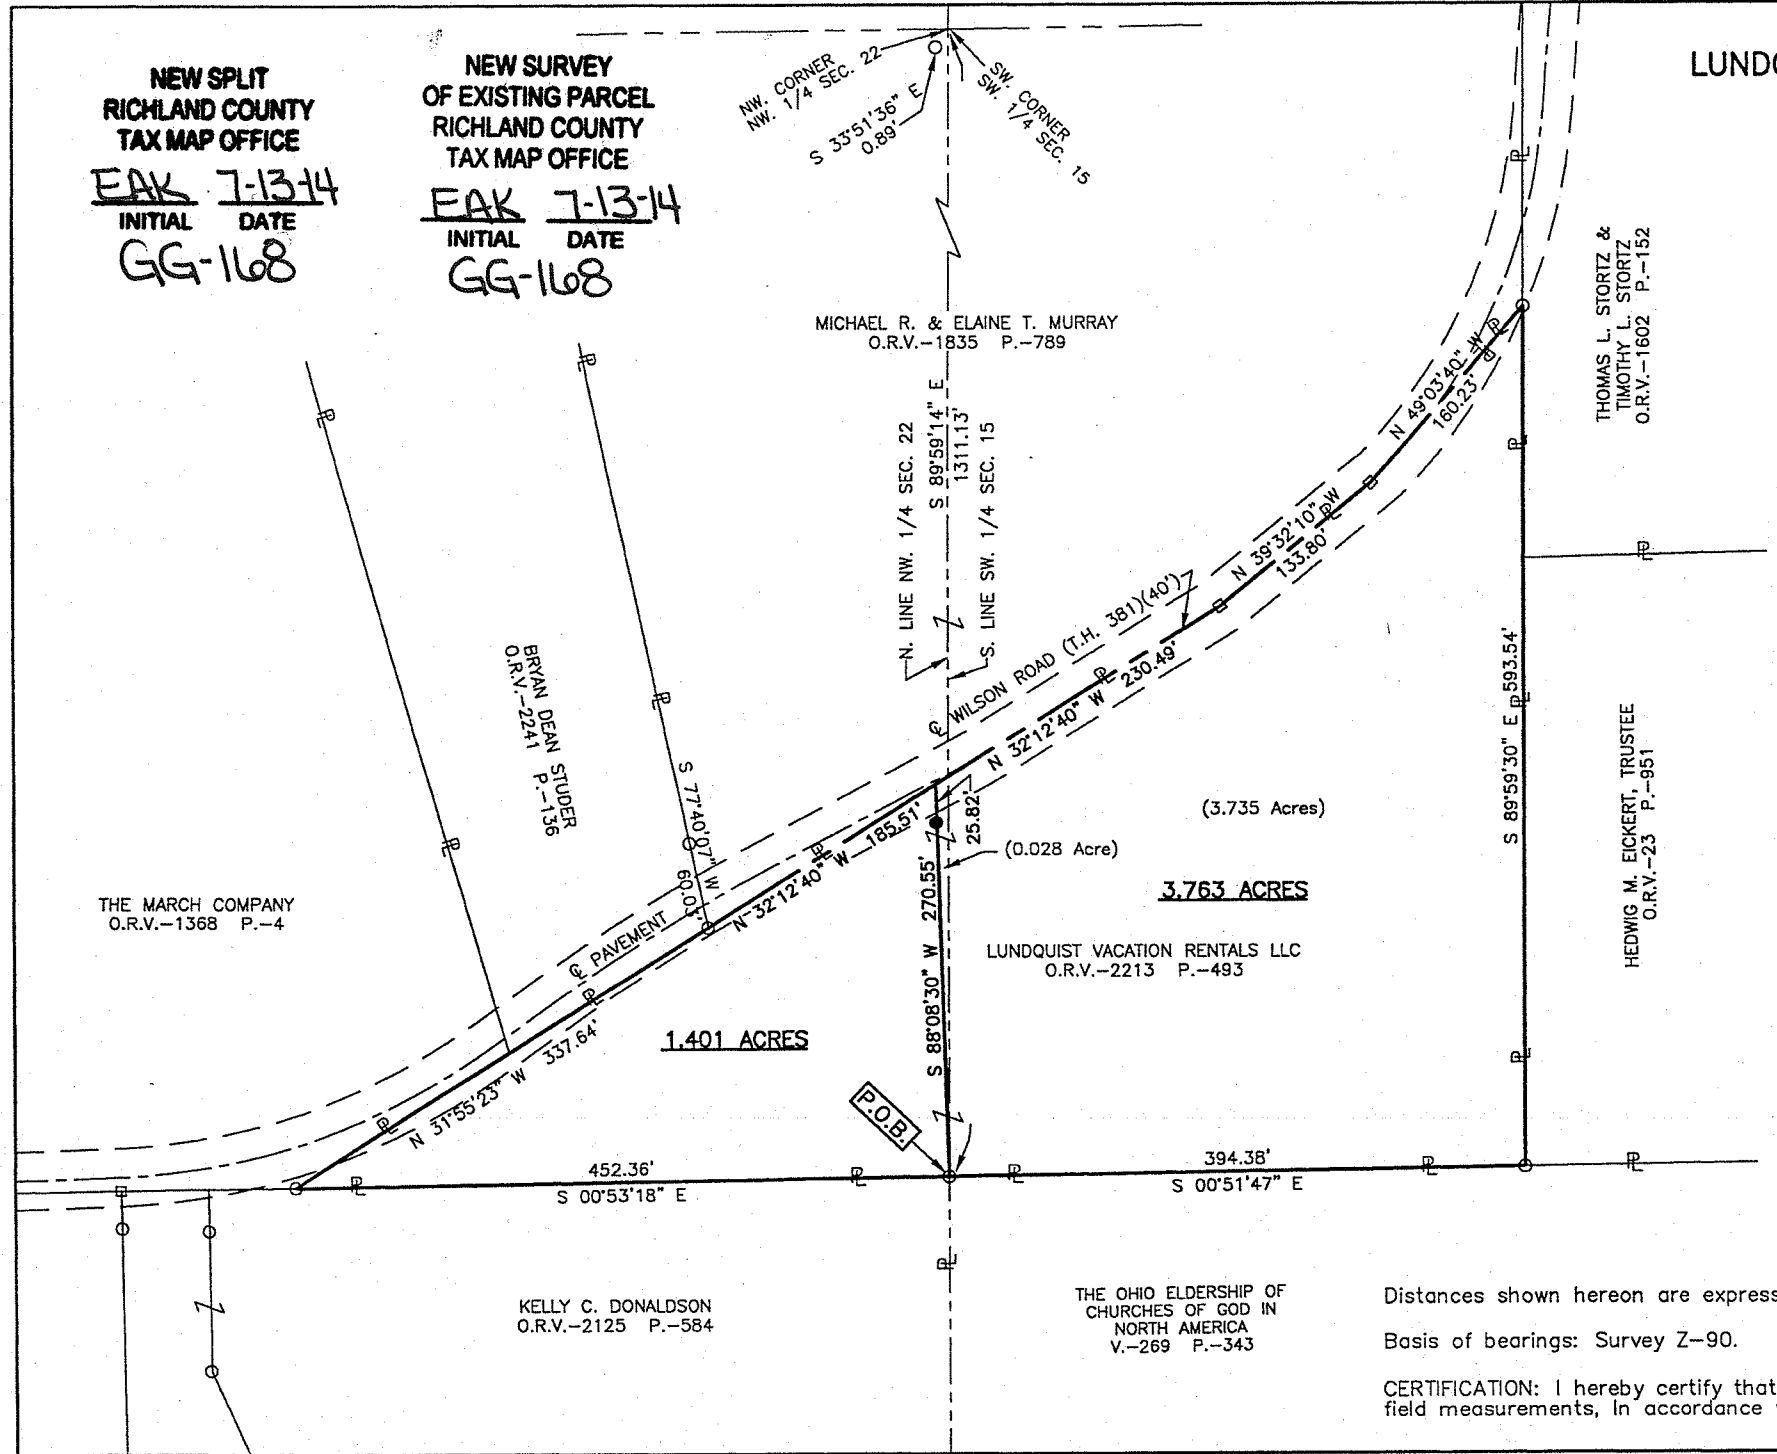 NEW SPLIT
RICHLAND COUNTY
TAX MAP OFFICE
EAK 7-13-14
INITIAL DATE
GG-168
NEW SURVEY
OF EXISTING PARCEL
RICHLAND COUNTY
TAX MAP OFFICE
EAK 7-13-14
INITIAL DATE
GG-168
NW. CORNER
NW. 1/4 SEC. 22
S 33°51'36" E
0.89'
SW. CORNER
SW. 1/4 SEC. 15
LUNDQ
MICHAEL R. & ELAINE T. MURRAY
O.R.V.-1835 P.-789
THOMAS L. STORTZ &
TIMOTHY L. STORTZ
O.R.V.-1602 P.-152
N. LINE NW. 1/4 SEC. 22
S 89°59'14" E
1311.13'
S. LINE SW. 1/4 SEC. 15
N 49°03'40" W
160.23'
N 39°32'10" W
133.80'
℄ WILSON ROAD (T.H. 381)(40')
N 32°12'40" W 230.49'
BRYAN DEAN STUDER
O.R.V.-2241 P.-136
S 77°40'07" W
60.03'
N 32°12'40" W 185.51'
25.82'
(3.735 Acres)
(0.028 Acre)
3.763 ACRES
S 89°59'30" E 593.54'
HEDWIG M. EICKERT, TRUSTEE
O.R.V.-23 P.-951
THE MARCH COMPANY
O.R.V.-1368 P.-4
℄ PAVEMENT
LUNDQUIST VACATION RENTALS LLC
O.R.V.-2213 P.-493
S 88°08'30" W 270.55'
1.401 ACRES
N 31°55'23" W 337.64'
P.O.B.
452.36'
S 00°53'18" E
394.38'
S 00°51'47" E
KELLY C. DONALDSON
O.R.V.-2125 P.-584
THE OHIO ELDERSHIP OF
CHURCHES OF GOD IN
NORTH AMERICA
V.-269 P.-343
Distances shown hereon are express
Basis of bearings: Survey Z-90.
CERTIFICATION: I hereby certify that
field measurements, In accordance